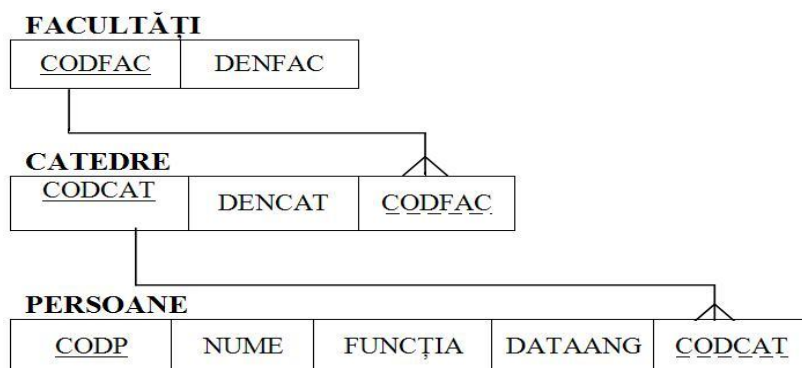 FACULTĂȚI
CODFAC DENFAC
CATEDRE
CODCAT DENCAT CODFAC
PERSOANE
CODP NUME FUNCȚIA DATAANG CODCAT